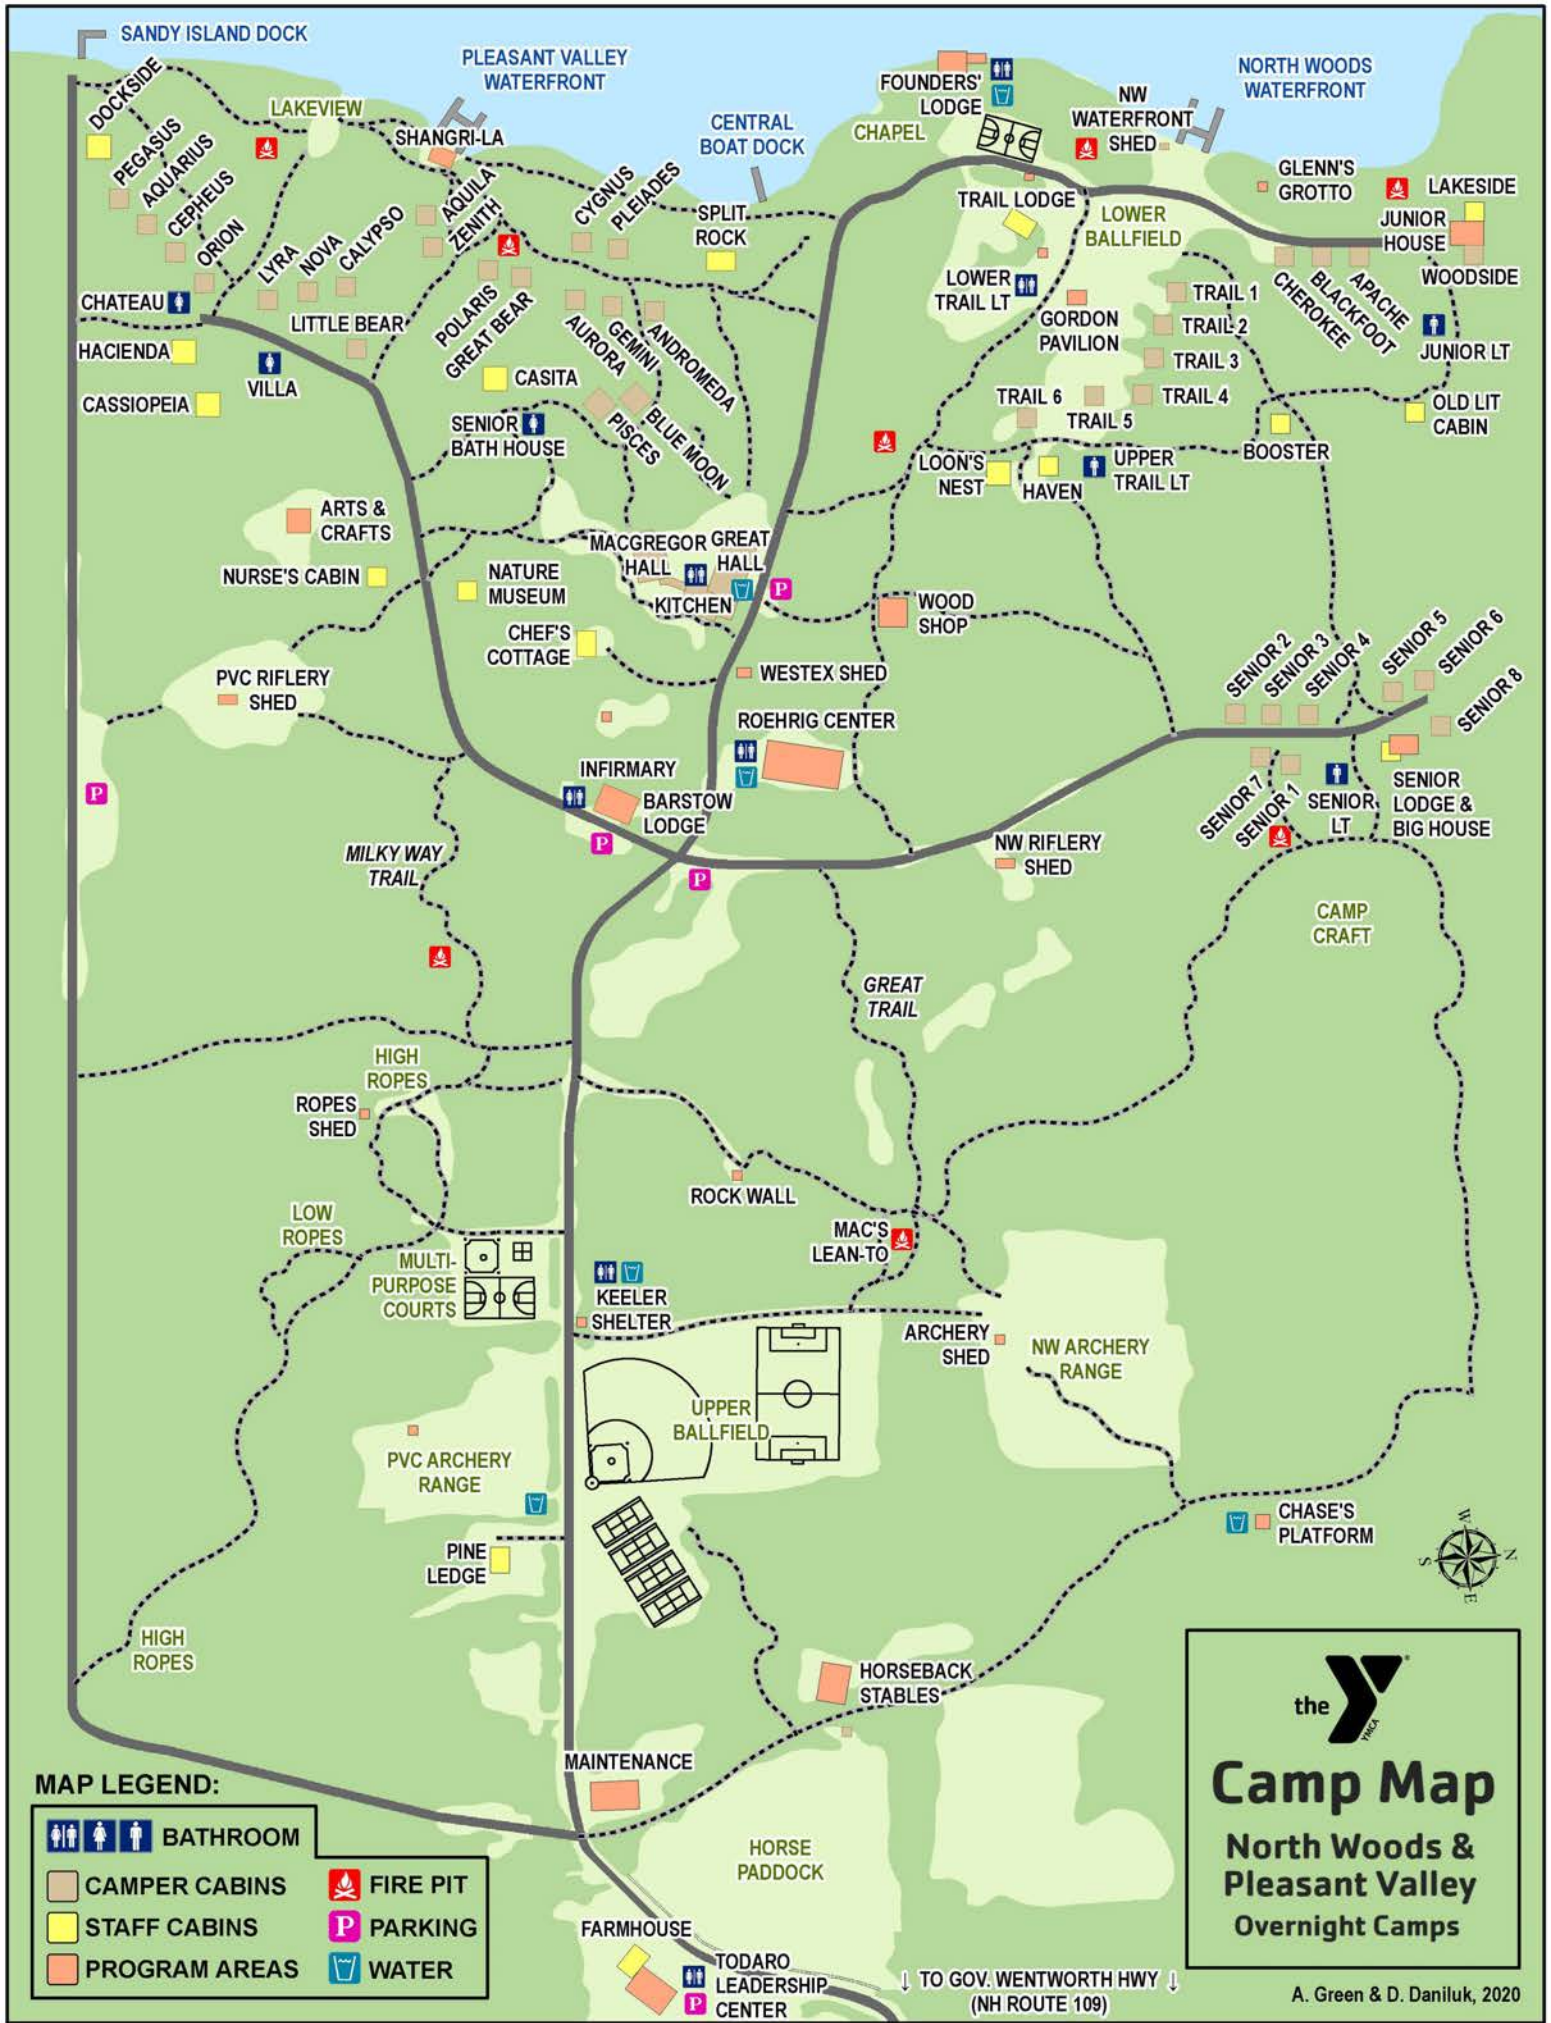 SANDY ISLAND DOCK
PLEASANT VALLEY
WATERFRONT
CENTRAL
BOAT DOCK
NORTH WOODS
WATERFRONT
DOCKSIDE
LAKEVIEW
SHANGRI-LA
FOUNDERS'
LODGE
CHAPEL
NW
WATERFRONT
SHED
GLENN'S
GROTTO
LAKESIDE
JUNIOR
HOUSE
WOODSIDE
PEGASUS
AQUARIUS
CEPHEUS
ORION
LYRA
NOVA
CALYPSO
AQUILA
ZENITH
CYGNUS
PLEIADES
SPLIT
ROCK
TRAIL LODGE
LOWER
BALLFIELD
CHATEAU
HACIENDA
CASSIOPEIA
VILLA
LITTLE BEAR
POLARIS
GREAT BEAR
AURORA
GEMINI
ANDROMEDA
CASITA
PISCES
BLUE MOON
SENIOR
BATH HOUSE
LOWER
TRAIL LT
GORDON
PAVILION
TRAIL 1
TRAIL 2
TRAIL 3
TRAIL 4
TRAIL 5
TRAIL 6
CHEROKEE
BLACKFOOT
APACHE
JUNIOR LT
OLD LIT
CABIN
BOOSTER
LOON'S
NEST
HAVEN
UPPER
TRAIL LT
ARTS &
CRAFTS
NURSE'S CABIN
NATURE
MUSEUM
MACGREGOR
HALL
GREAT
HALL
KITCHEN
P
CHEF'S
COTTAGE
WOOD
SHOP
WESTEX SHED
PVC RIFLERY
SHED
ROEHRIG CENTER
SENIOR 2
SENIOR 3
SENIOR 4
SENIOR 5
SENIOR 6
SENIOR 8
SENIOR 7
SENIOR 1
SENIOR
LT
SENIOR
LODGE &
BIG HOUSE
P
INFIRMARY
BARSTOW
LODGE
P
P
NW RIFLERY
SHED
MILKY WAY
TRAIL
CAMP
CRAFT
GREAT
TRAIL
HIGH
ROPES
ROPES
SHED
ROCK WALL
LOW
ROPES
MULTI-
PURPOSE
COURTS
MAC'S
LEAN-TO
KEELER
SHELTER
ARCHERY
SHED
NW ARCHERY
RANGE
UPPER
BALLFIELD
PVC ARCHERY
RANGE
PINE
LEDGE
CHASE'S
PLATFORM
W
S
N
E
HIGH
ROPES
HORSEBACK
STABLES
MAINTENANCE
HORSE
PADDOCK
FARMHOUSE
TODARO
LEADERSHIP
CENTER
P
↓ TO GOV. WENTWORTH HWY ↓
(NH ROUTE 109)
MAP LEGEND:
BATHROOM
CAMPER CABINS
FIRE PIT
STAFF CABINS
P PARKING
PROGRAM AREAS
WATER
the Y
YMCA
®
Camp Map
North Woods &
Pleasant Valley
Overnight Camps
A. Green & D. Daniluk, 2020